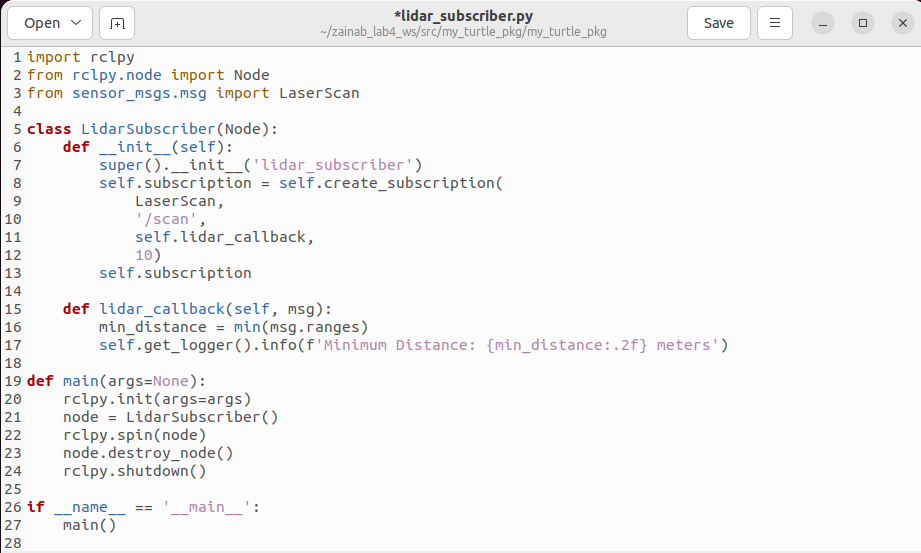 Open
*lidar_subscriber.py
~/zainab_lab4_ws/src/my_turtle_pkg/my_turtle_pkg
Save
1 import rclpy
2 from rclpy.node import Node
3 from sensor_msgs.msg import LaserScan
4
5 class LidarSubscriber(Node):
6     def __init__(self):
7         super().__init__('lidar_subscriber')
8         self.subscription = self.create_subscription(
9             LaserScan,
10             '/scan',
11             self.lidar_callback,
12             10)
13         self.subscription
14
15     def lidar_callback(self, msg):
16         min_distance = min(msg.ranges)
17         self.get_logger().info(f'Minimum Distance: {min_distance:.2f} meters')
18
19 def main(args=None):
20     rclpy.init(args=args)
21     node = LidarSubscriber()
22     rclpy.spin(node)
23     node.destroy_node()
24     rclpy.shutdown()
25
26 if __name__ == '__main__':
27     main()
28